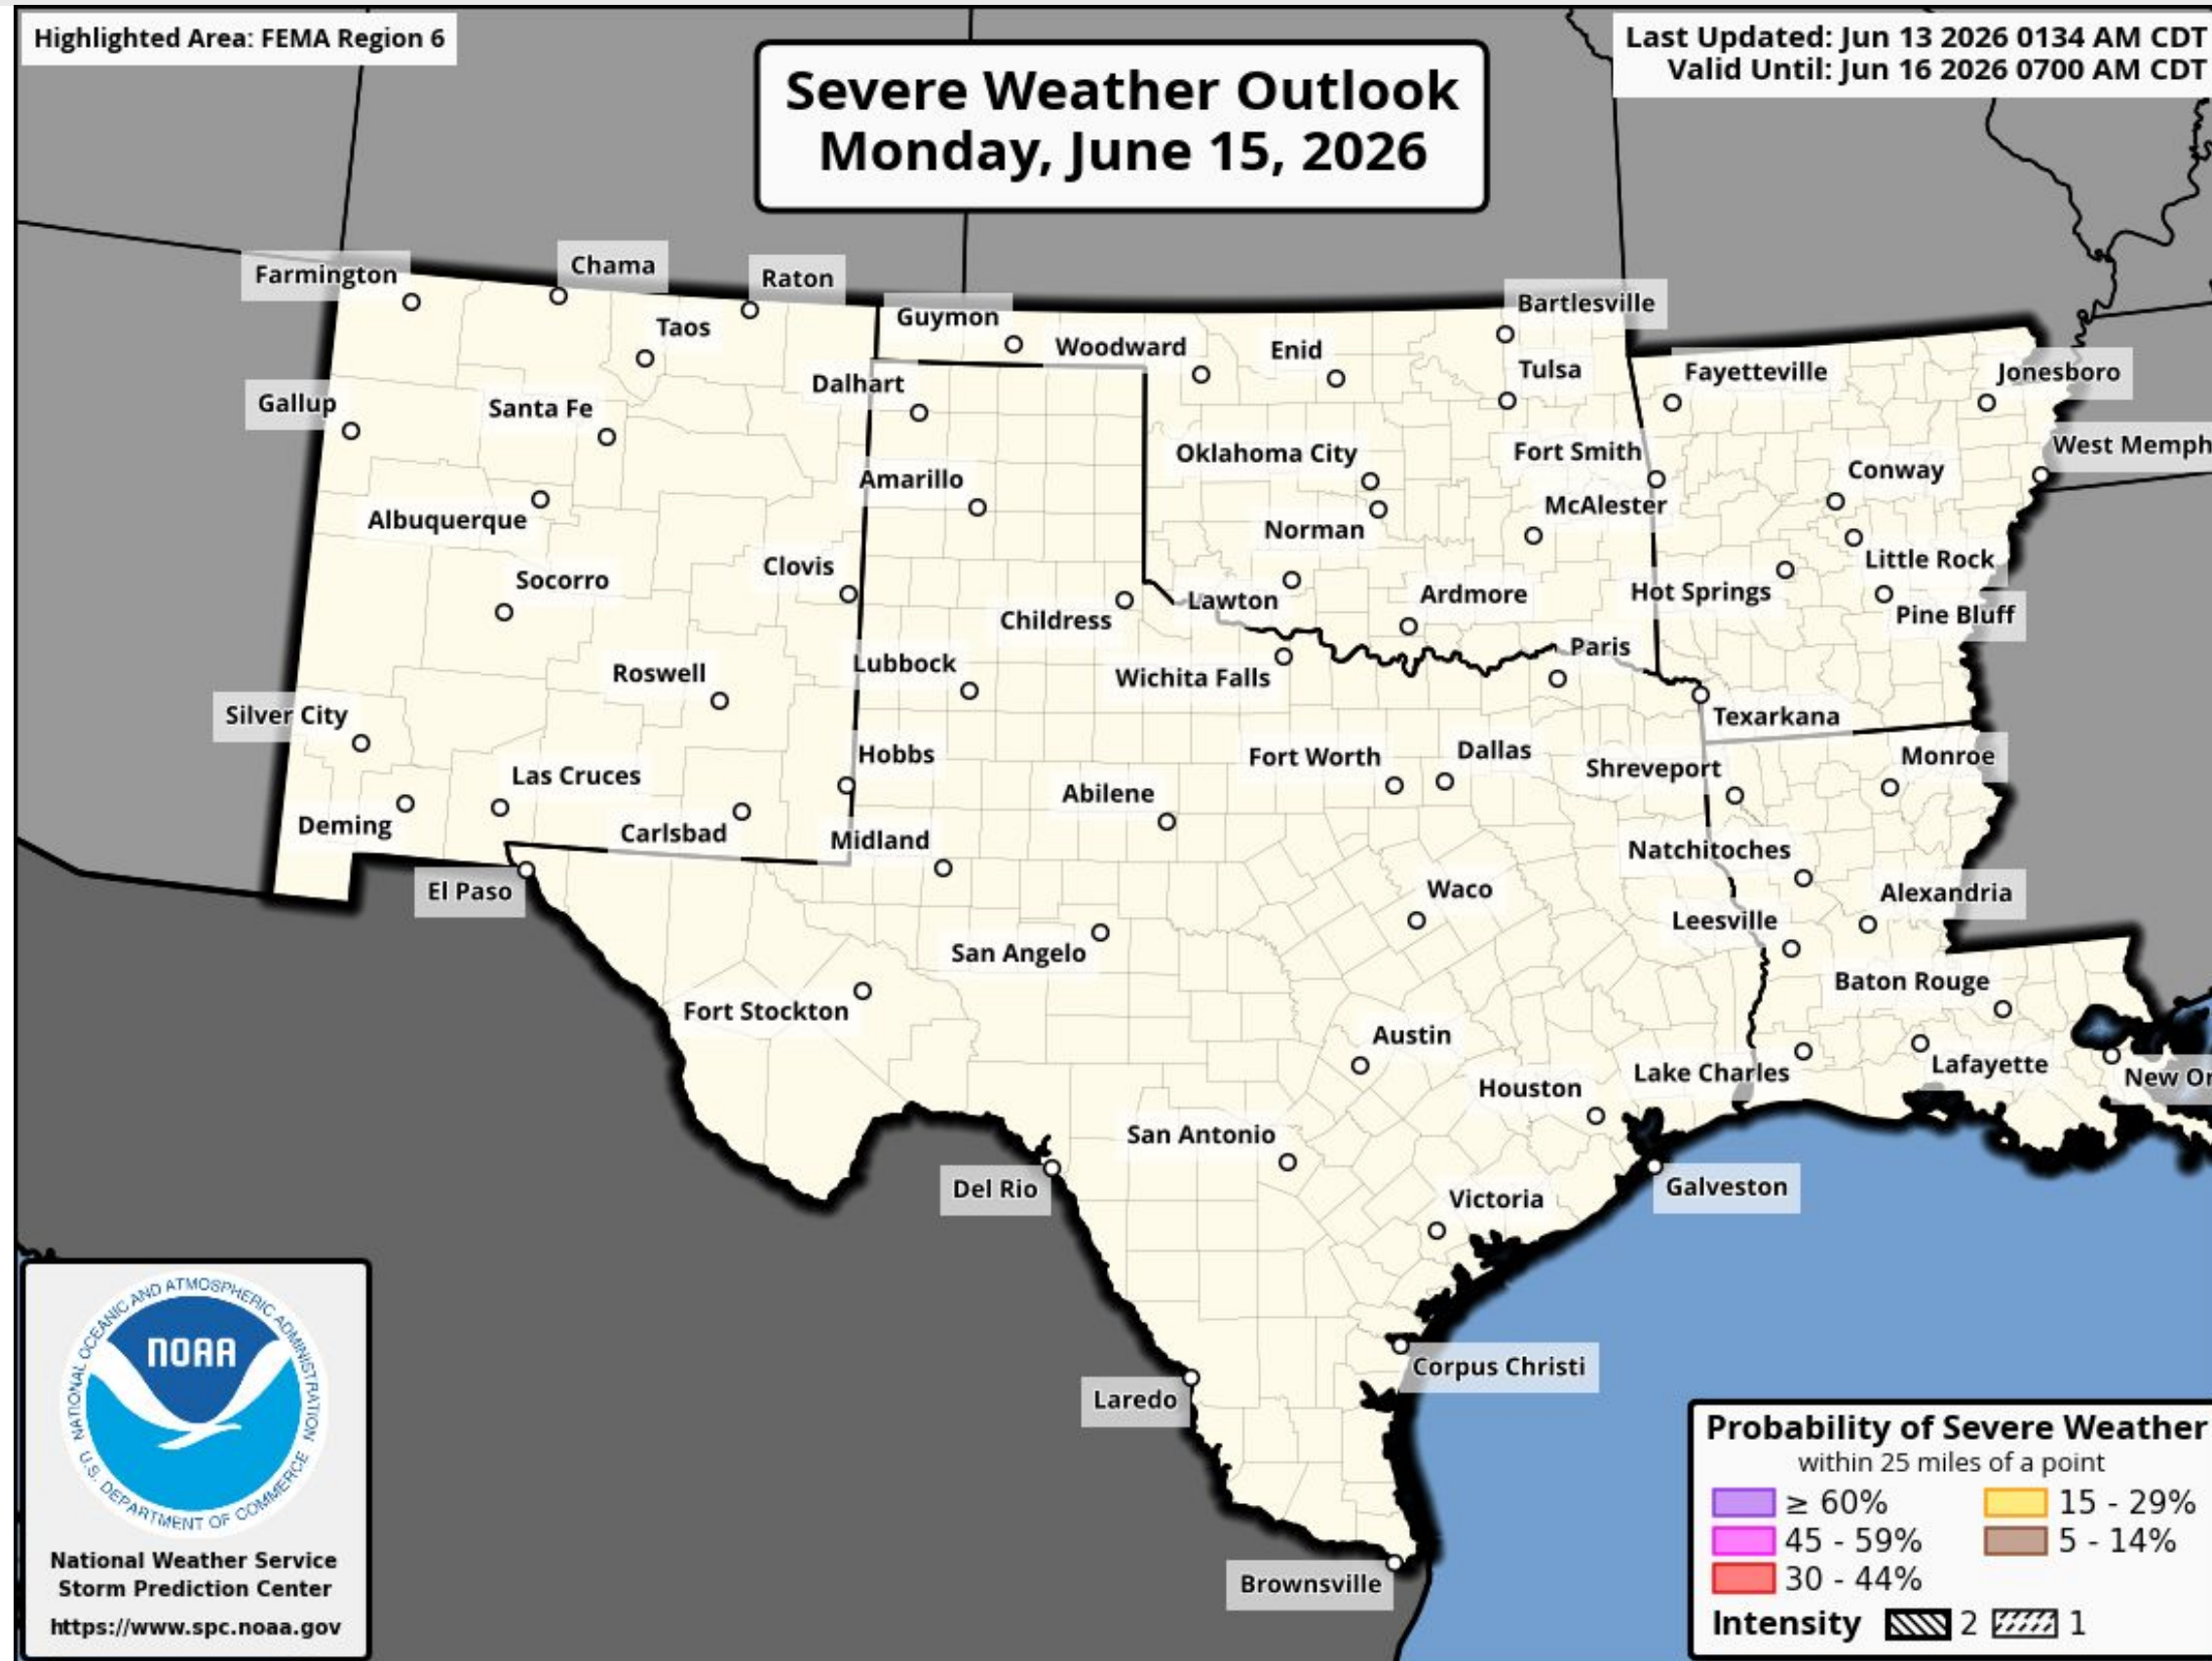 Highlighted Area: FEMA Region 6
Last Updated: Jun 13 2026 0134 AM CDT
Valid Until: Jun 16 2026 0700 AM CDT
Severe Weather Outlook
Monday, June 15, 2026
Farmington
Chama
Raton
Taos
Guymon
Woodward
Enid
Bartlesville
Tulsa
Fayetteville
Jonesboro
Gallup
Santa Fe
Dalhart
Albuquerque
Amarillo
Oklahoma City
Fort Smith
Conway
West Memph
Norman
McAlester
Little Rock
Socorro
Clovis
Childress
Lawton
Ardmore
Hot Springs
Pine Bluff
Roswell
Lubbock
Wichita Falls
Paris
Texarkana
Silver City
Las Cruces
Hobbs
Abilene
Fort Worth
Dallas
Shreveport
Monroe
Deming
Carlsbad
Midland
Natchitoches
El Paso
Waco
Alexandria
San Angelo
Leesville
Fort Stockton
Baton Rouge
Austin
Houston
Lake Charles
Lafayette
New Or
San Antonio
Del Rio
Victoria
Galveston
Corpus Christi
Laredo
Brownsville
NATIONAL OCEANIC AND ATMOSPHERIC ADMINISTRATION
NOAA
U.S. DEPARTMENT OF COMMERCE
National Weather Service
Storm Prediction Center
https://www.spc.noaa.gov
Probability of Severe Weather
within 25 miles of a point
≥ 60%
15 - 29%
45 - 59%
5 - 14%
30 - 44%
Intensity 2 1